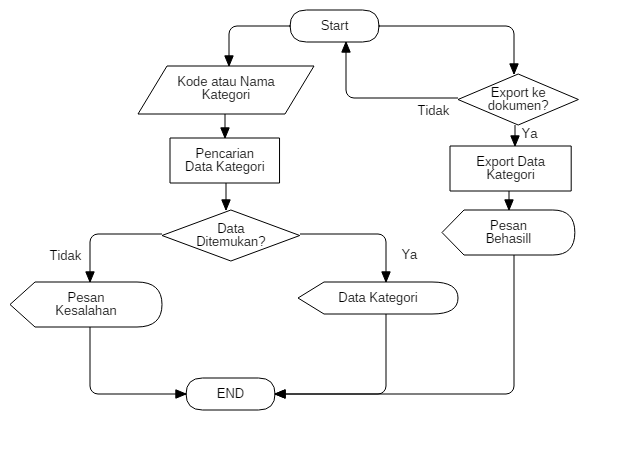 Start
Kode atau Nama
Kategori
Export ke
dokumen?
Tidak
Ya
Pencarian
Data Kategori
Export Data
Kategori
Data
Ditemukan?
Pesan
Behasill
Tidak
Ya
Pesan
Kesalahan
Data Kategori
END